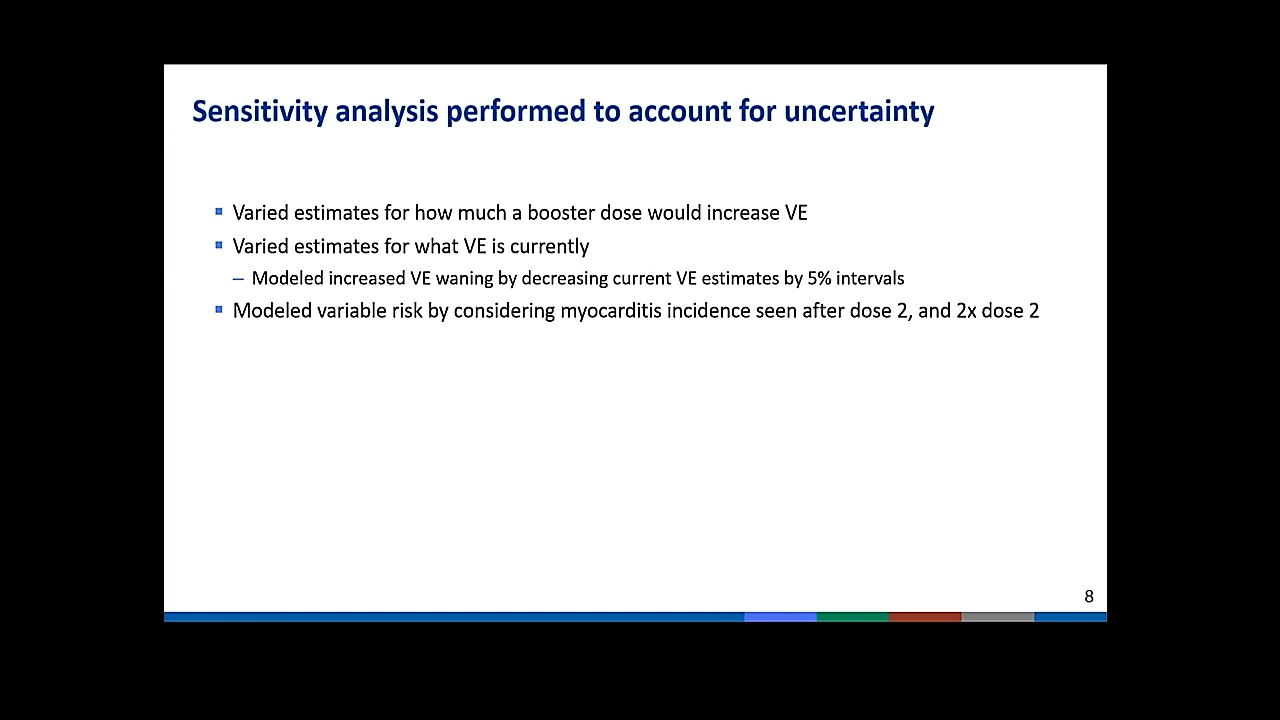 Sensitivity analysis performed to account for uncertainty
Varied estimates for how much a booster dose would increase VE
Varied estimates for what VE is currently
– Modeled increased VE waning by decreasing current VE estimates by 5% intervals
Modeled variable risk by considering myocarditis incidence seen after dose 2, and 2x dose 2
8